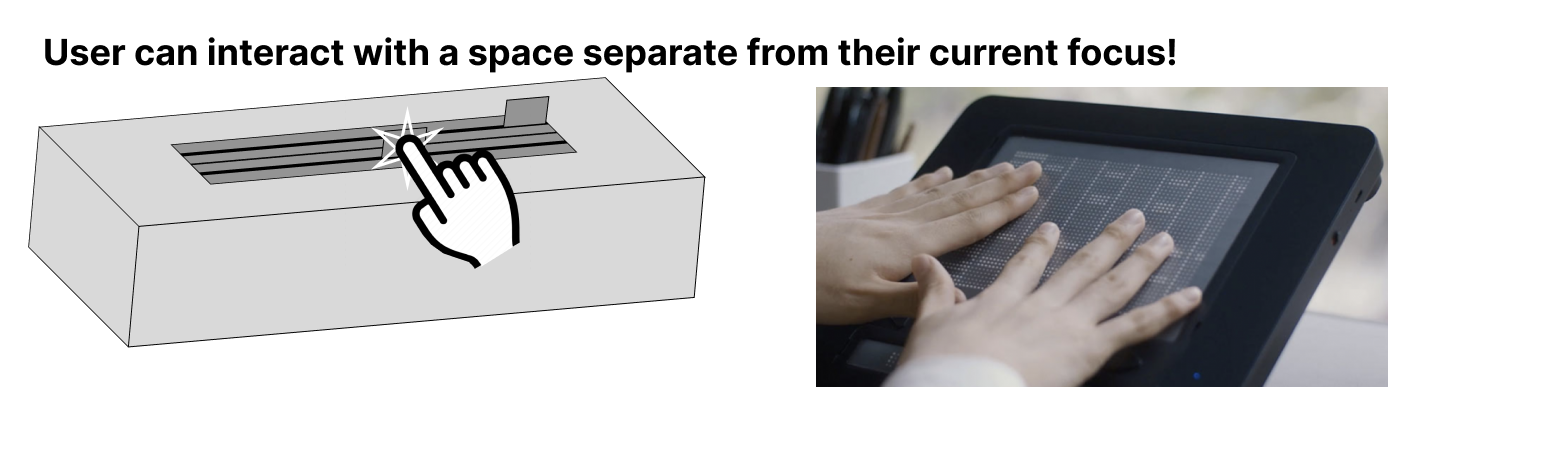 User can interact with a space separate from their current focus!